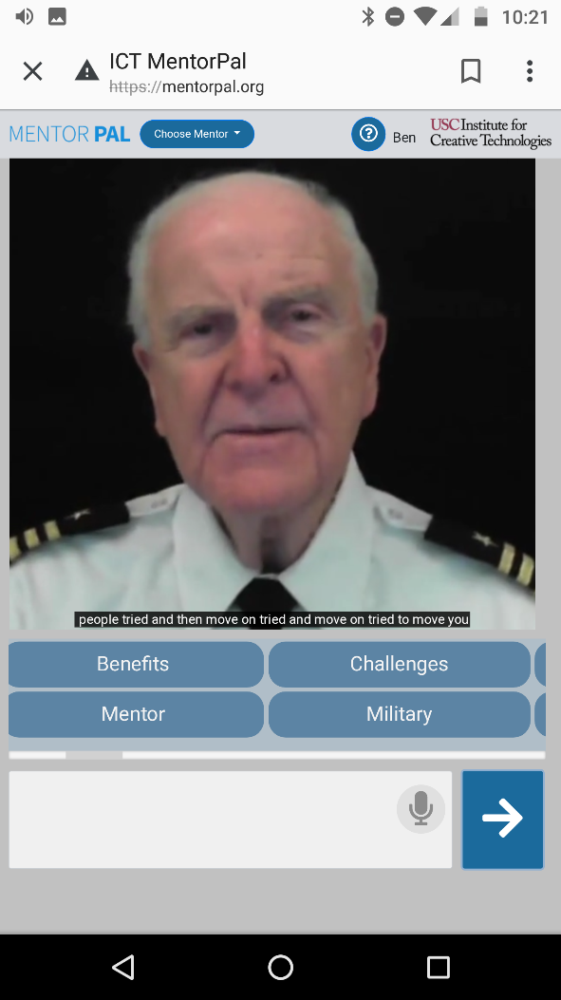 10:21
ICT MentorPal
https://mentorpal.org
MENTOR PAL
Choose Mentor
Ben
USC Institute for
Creative Technologies
people tried and then move on tried and move on tried to move you
Benefits
Challenges
Mentor
Military